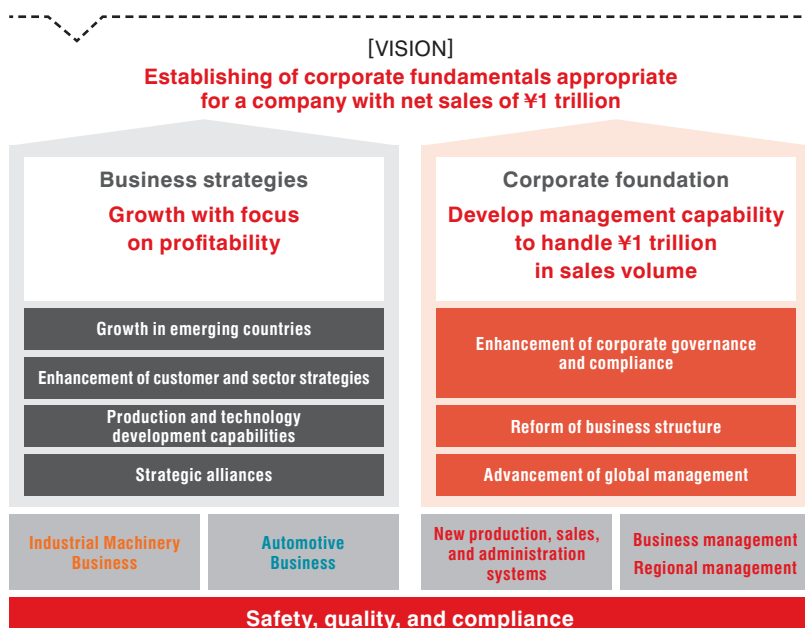 [VISION]
Establishing of corporate fundamentals appropriate
for a company with net sales of ¥1 trillion
Business strategies
Growth with focus
on profitability
Growth in emerging countries
Enhancement of customer and sector strategies
Production and technology
development capabilities
Strategic alliances
Industrial Machinery
Business
Automotive
Business
Corporate foundation
Develop management capability
to handle ¥1 trillion
in sales volume
Enhancement of corporate governance
and compliance
Reform of business structure
Advancement of global management
New production, sales,
and administration
systems
Business management
Regional management
Safety, quality, and compliance